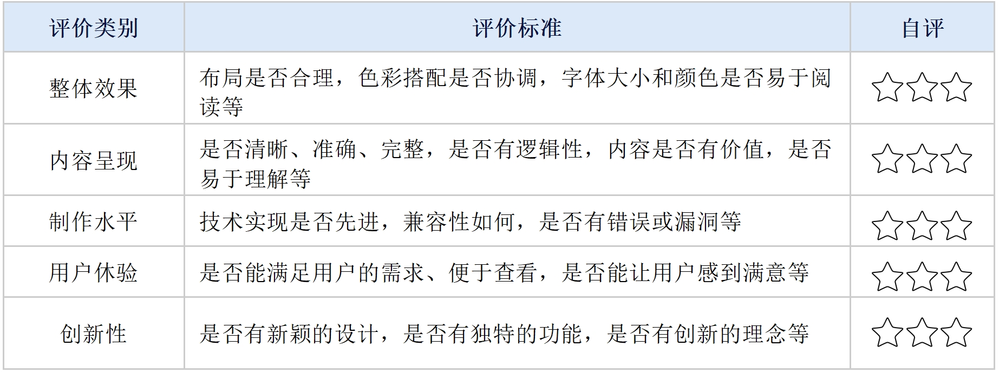 评价类别 评价标准 自评
整体效果 布局是否合理，色彩搭配是否协调，字体大小和颜色是否易于阅
读等
内容呈现 是否清晰、准确、完整，是否有逻辑性，内容是否有价值，是否
易于理解等
制作水平 技术实现是否先进，兼容性如何，是否有错误或漏洞等
用户休验 是否能满足用户的需求、便于查看，是否能让用户感到满意等
创新性 是否有新颖的设计，是否有独特的功能，是否有创新的理念等